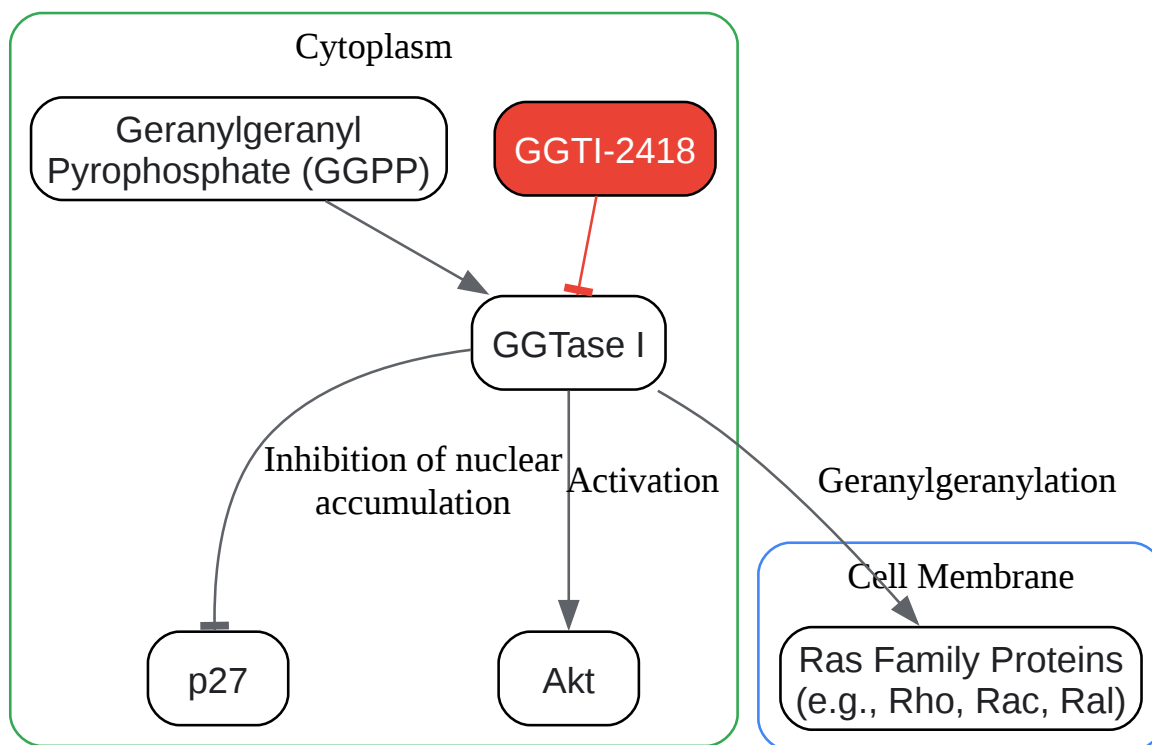 Cytoplasm
Geranylgeranyl
Pyrophosphate (GGPP)
GGTI-2418
GGTase I
Inhibition of nuclear
accumulation
Activation
Geranylgeranylation
Cell Membrane
p27
Akt
Ras Family Proteins
(e.g., Rho, Rac, Ral)